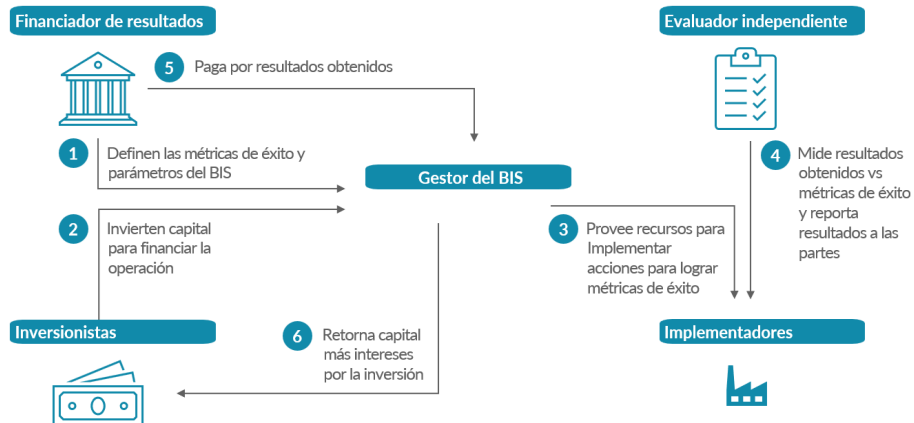 Financiador de resultados
Evaluador independiente
5
Paga por resultados obtenidos
1
Definen las métricas de éxito y
parámetros del BIS
4
Mide resultados
obtenidos vs
métricas de éxito
y reporta
resultados a las
partes
Gestor del BIS
2
Invierten capital
para financiar la
operación
3
Provee recursos para
Implementar
acciones para lograr
métricas de éxito
Inversionistas
6
Retorna capital
más intereses
por la inversión
Implementadores